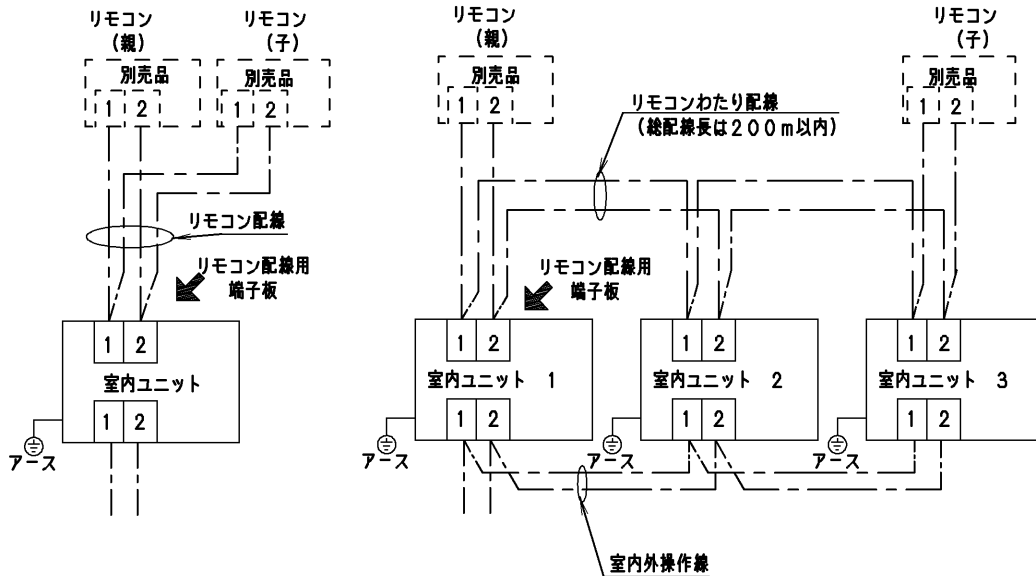 リモコン
(親)
リモコン
(子)
別売品
別売品
1 2
1 2
リモコン配線
リモコン配線用
端子板
1 2
室内ユニット
1 2
アース
リモコン
(親)
リモコン
(子)
別売品
別売品
1 2
1 2
リモコンわたり配線
(総配線長は200m以内)
リモコン配線用
端子板
1 2
1 2
1 2
室内ユニット 1
室内ユニット 2
室内ユニット 3
1 2
1 2
1 2
アース
アース
アース
室内外操作線